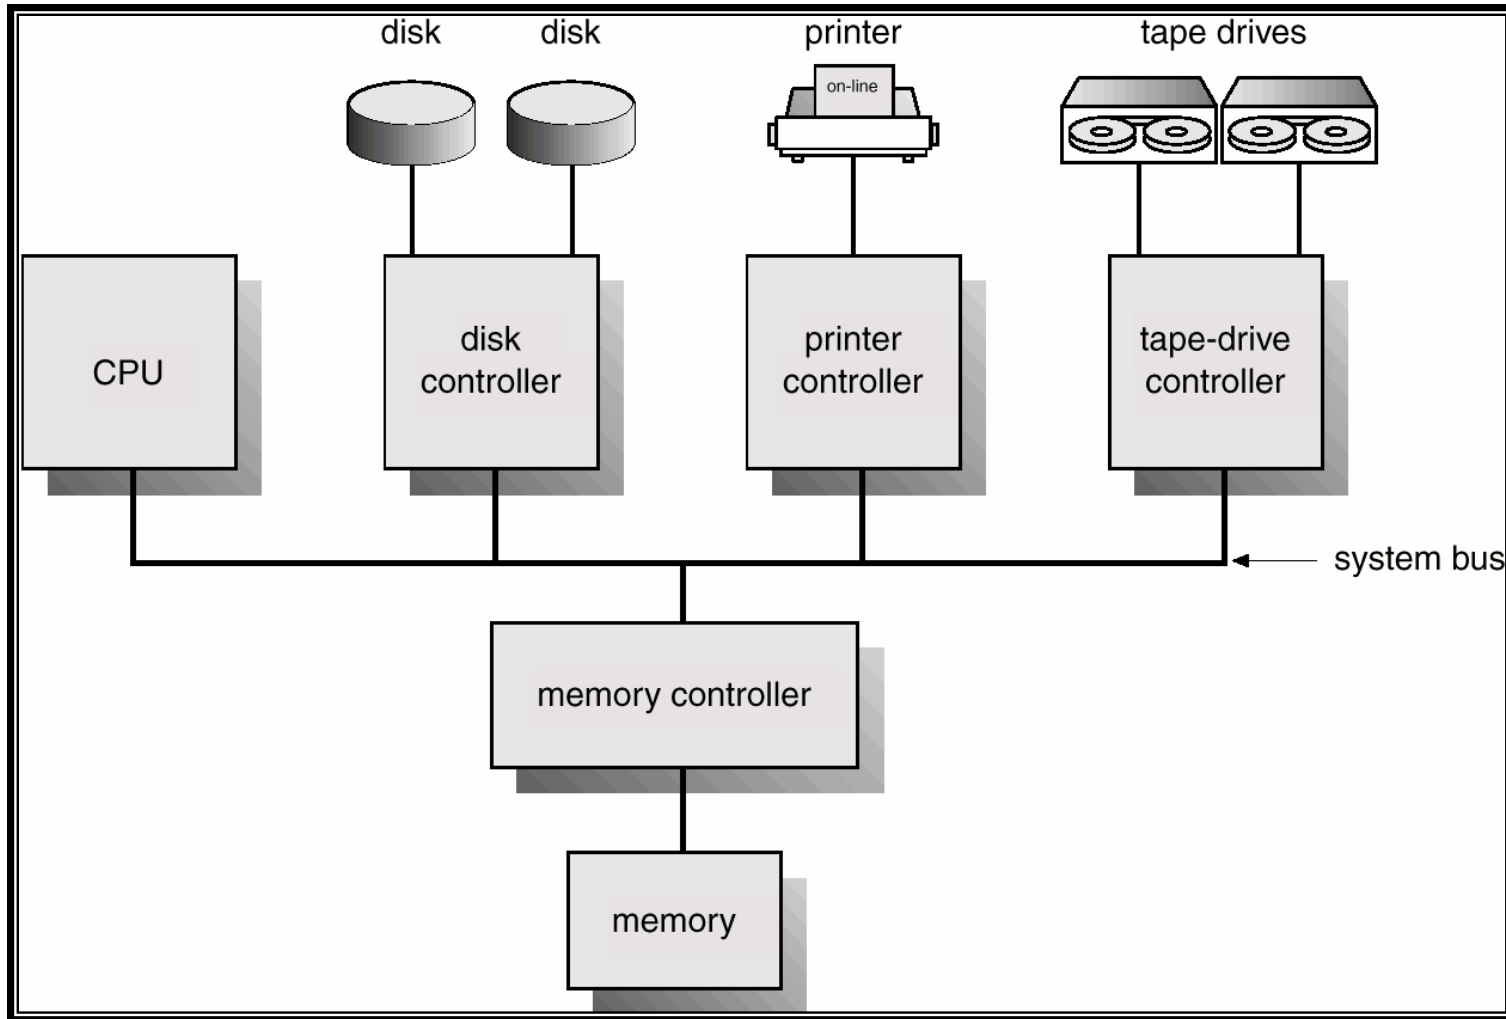 disk
disk
printer
tape drives
on-line
CPU
disk
controller
printer
controller
tape-drive
controller
system bus
memory controller
memory